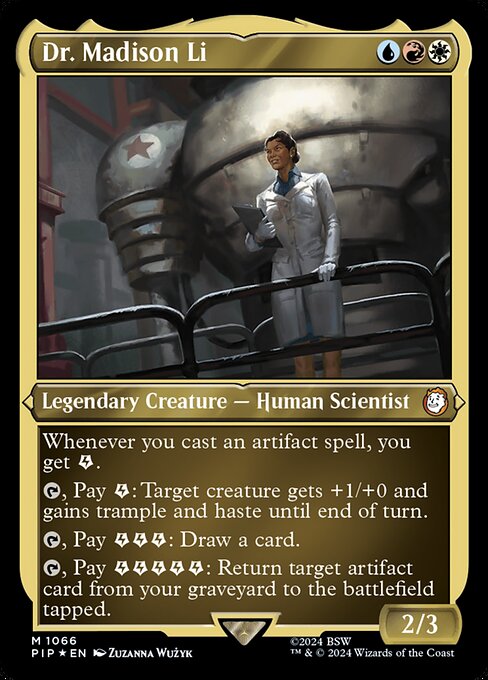 Dr. Madison Li
Legendary Creature — Human Scientist
Whenever you cast an artifact spell, you
get .
, Pay : Target creature gets +1/+0 and
gains trample and haste until end of turn.
, Pay : Draw a card.
, Pay : Return target artifact
card from your graveyard to the battlefield
tapped.
2/3
M 1066
PIP ★ EN Zuzanna Wużyk
©2024 BSW
™ & © 2024 Wizards of the Coast